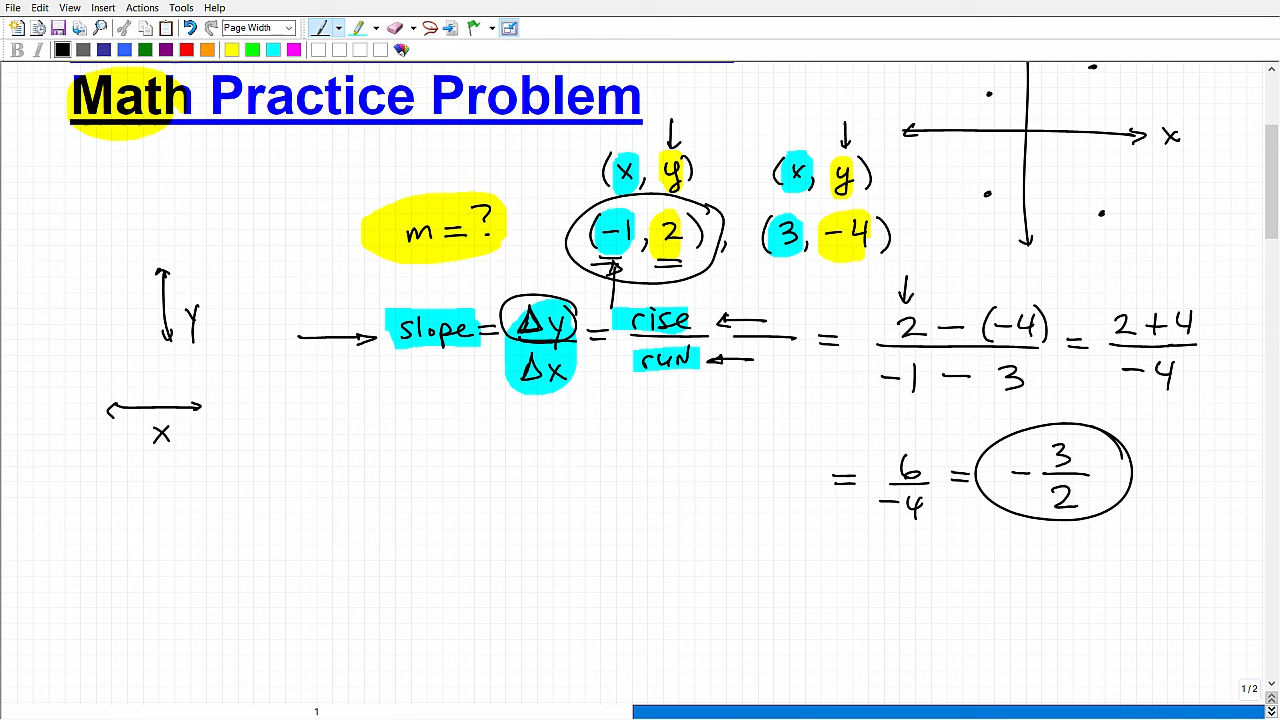 File Edit View Insert Actions Tools Help
Page Width
B I
Math Practice Problem
x
(x, y) (x, y)
m = ? (-1, 2), (3, -4)
y
slope = Δy/Δx = rise/run = 2 - (-4)/-1 - 3 = 2 + 4/-4
x
= 6/-4 = -3/2
1/2
1